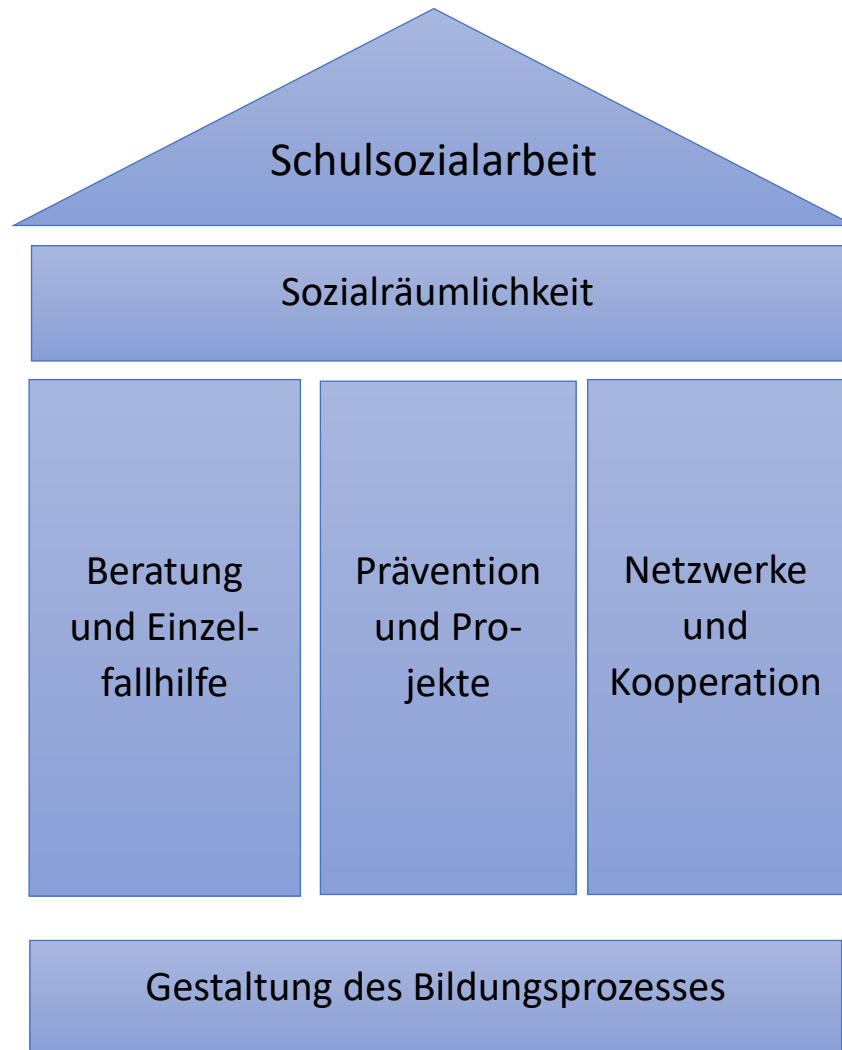 Schulsozialarbeit
Sozialräumlichkeit
Beratung
und Einzel-
fallhilfe
Prävention
und Pro-
jekte
Netzwerke
und
Kooperation
Gestaltung des Bildungsprozesses